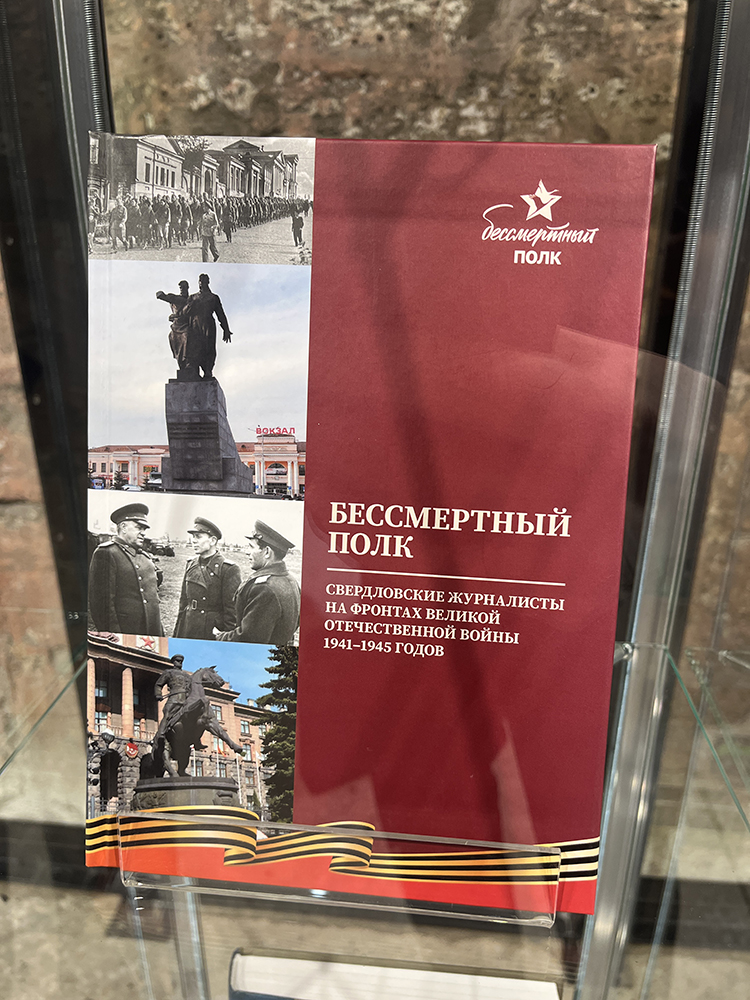 бессмертный
ПОЛК
ВОКЗАЛ
БЕССМЕРТНЫЙ
ПОЛК
СВЕРДЛОВСКИЕ ЖУРНАЛИСТЫ
НА ФРОНТАХ ВЕЛИКОЙ
ОТЕЧЕСТВЕННОЙ ВОЙНЫ
1941–1945 ГОДОВ